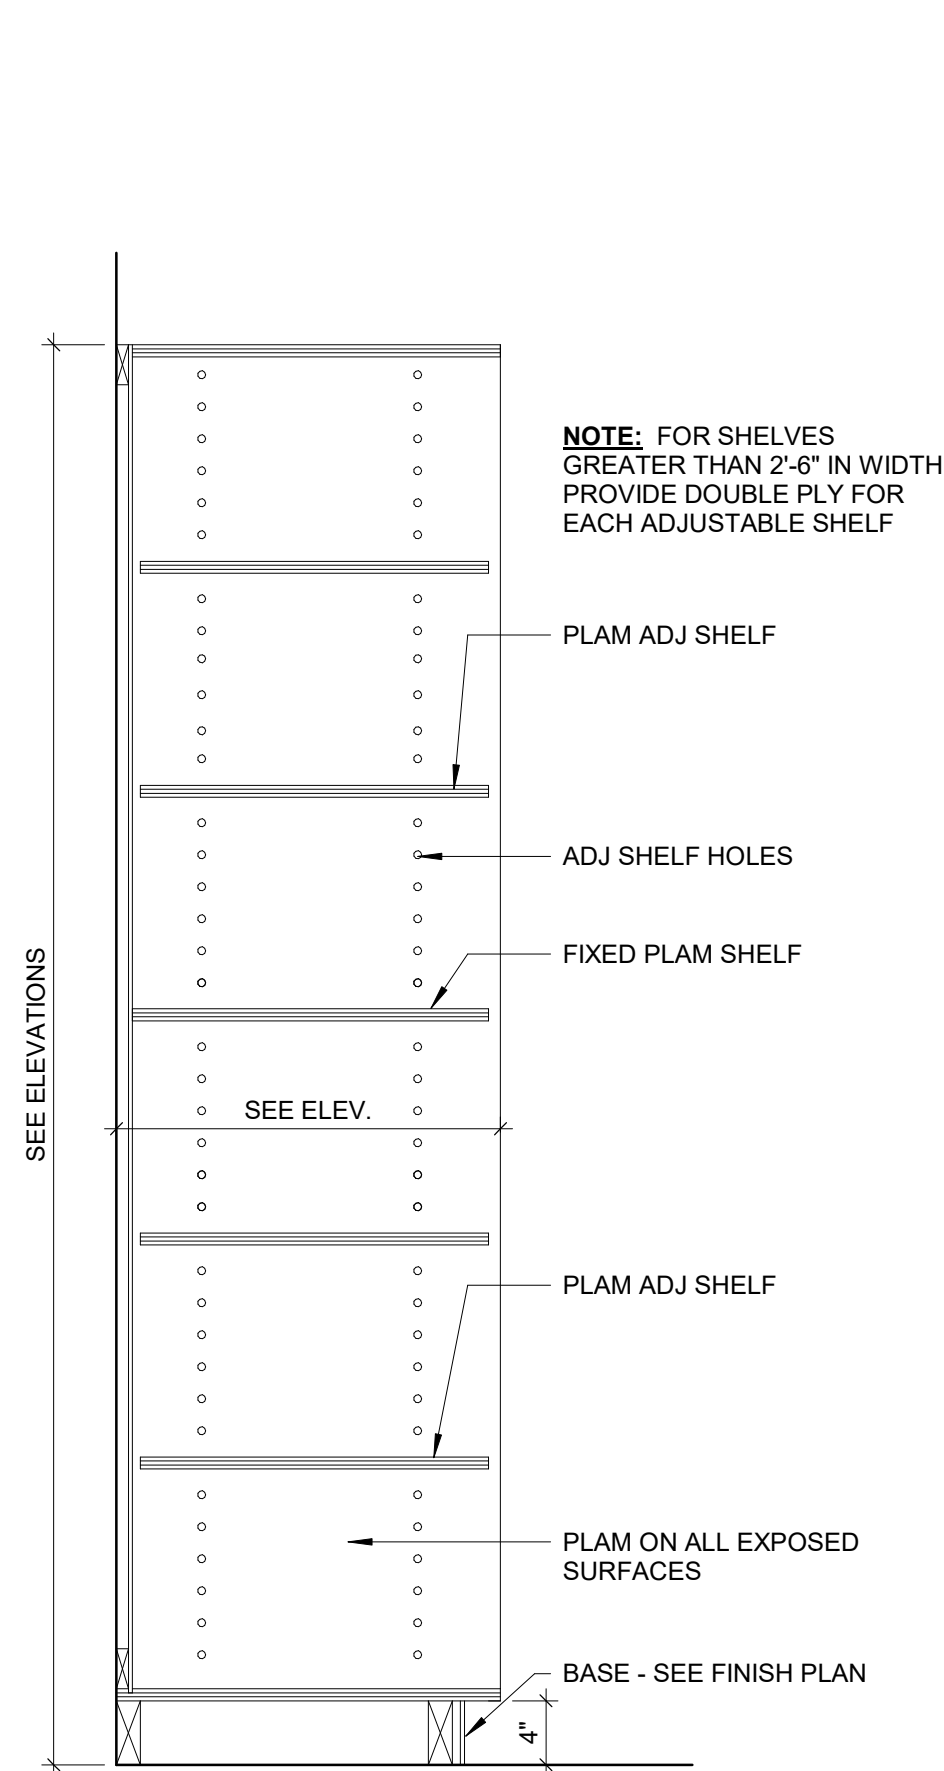 NOTE: FOR SHELVES
GREATER THAN 2'-6" IN WIDTH
PROVIDE DOUBLE PLY FOR
EACH ADJUSTABLE SHELF
PLAM ADJ SHELF
ADJ SHELF HOLES
FIXED PLAM SHELF
SEE ELEVATIONS
SEE ELEV.
PLAM ADJ SHELF
PLAM ON ALL EXPOSED
SURFACES
BASE - SEE FINISH PLAN
4"